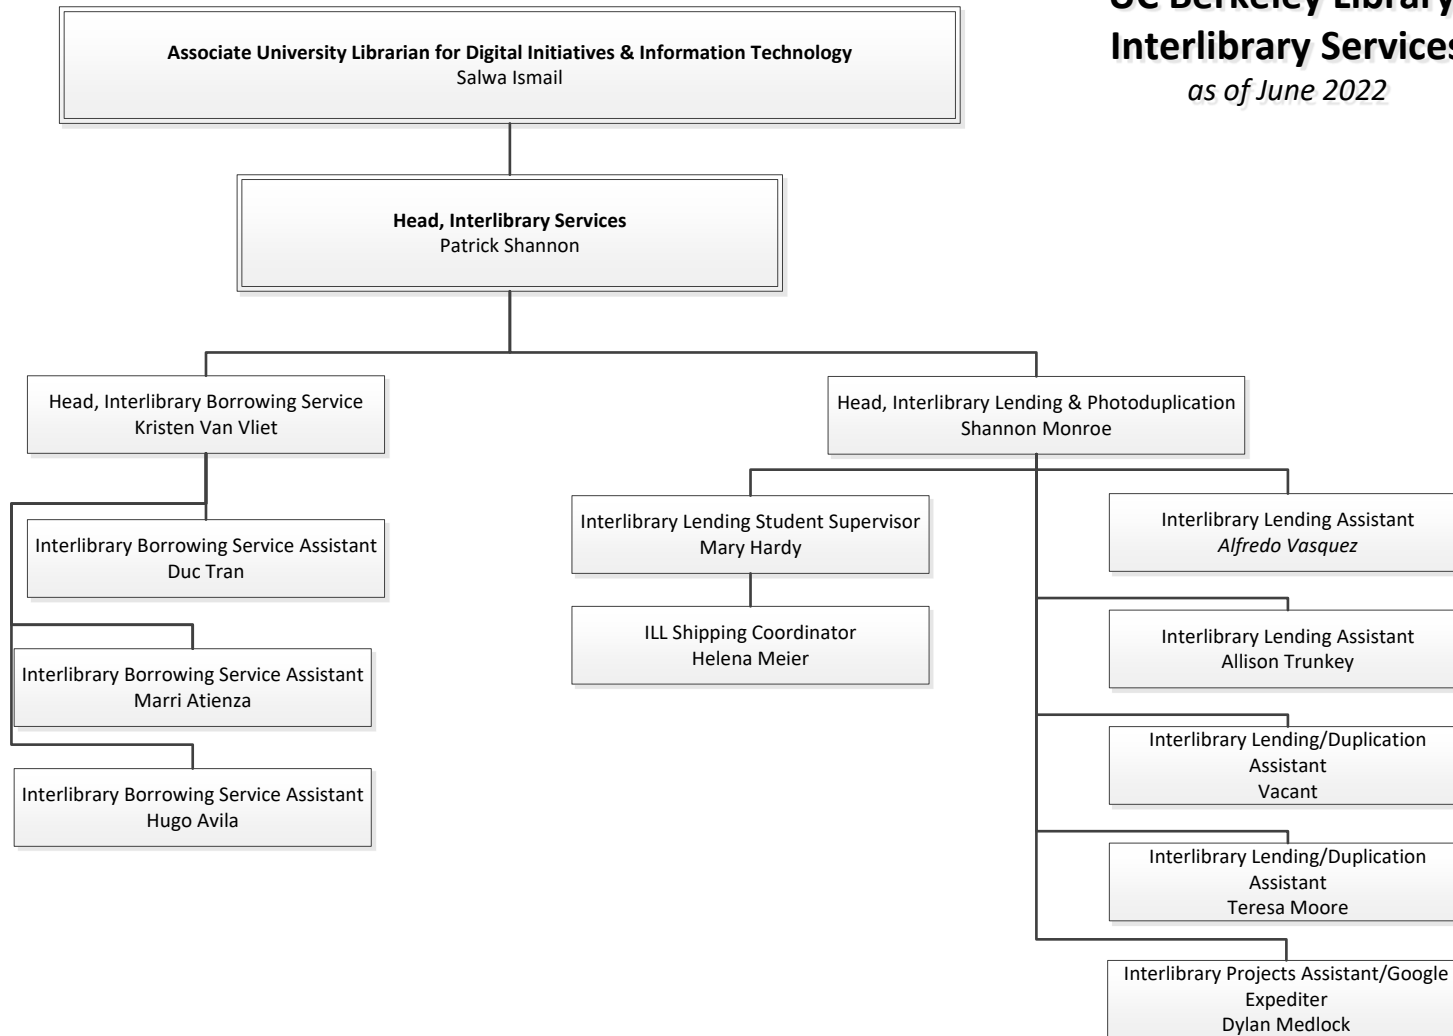 UC Berkeley Library
Interlibrary Services
as of June 2022
Associate University Librarian for Digital Initiatives & Information Technology
Salwa Ismail
Head, Interlibrary Services
Patrick Shannon
Head, Interlibrary Borrowing Service
Kristen Van Vliet
Interlibrary Borrowing Service Assistant
Duc Tran
Interlibrary Borrowing Service Assistant
Marri Atienza
Interlibrary Borrowing Service Assistant
Hugo Avila
Head, Interlibrary Lending & Photoduplication
Shannon Monroe
Interlibrary Lending Student Supervisor
Mary Hardy
ILL Shipping Coordinator
Helena Meier
Interlibrary Lending Assistant
Alfredo Vasquez
Interlibrary Lending Assistant
Allison Trunkey
Interlibrary Lending/Duplication
Assistant
Vacant
Interlibrary Lending/Duplication
Assistant
Teresa Moore
Interlibrary Projects Assistant/Google
Expediter
Dylan Medlock